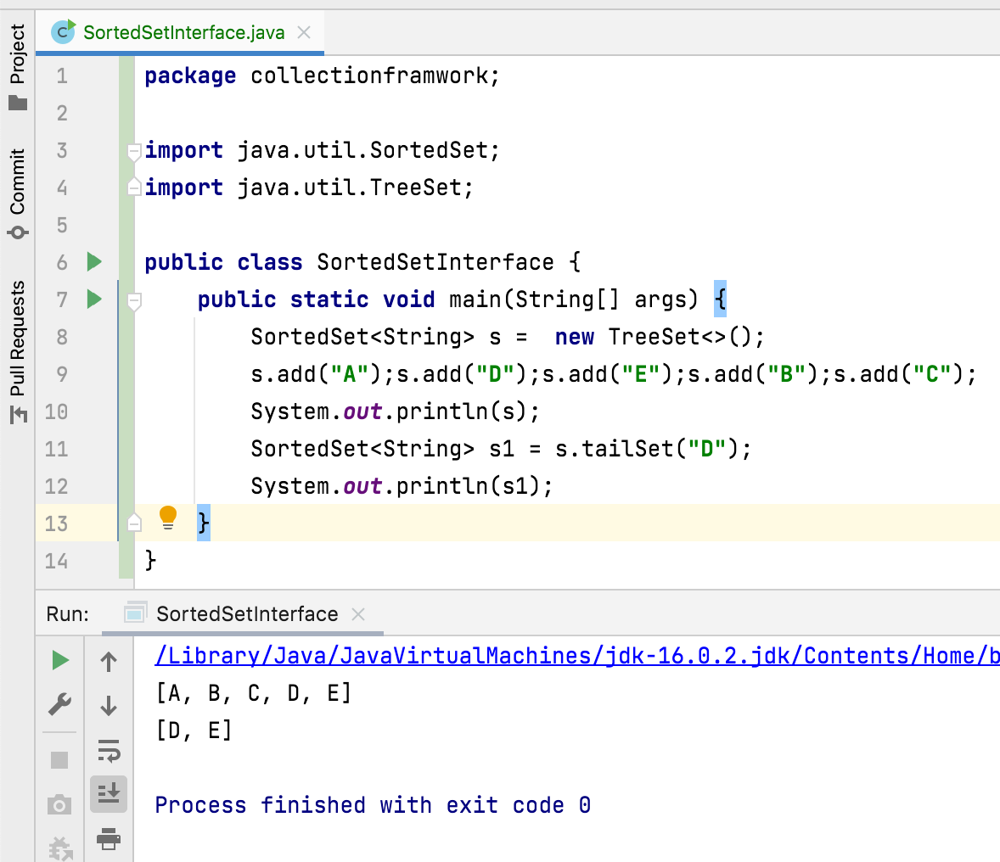 SortedSetInterface.java
Project
Commit
Pull Requests
1 package collectionframwork;
2
3 import java.util.SortedSet;
4 import java.util.TreeSet;
5
6 public class SortedSetInterface {
7 public static void main(String[] args) {
8 SortedSet<String> s =  new TreeSet<>();
9 s.add("A");s.add("D");s.add("E");s.add("B");s.add("C");
10 System.out.println(s);
11 SortedSet<String> s1 = s.tailSet("D");
12 System.out.println(s1);
13 }
14 }
Run: SortedSetInterface
/Library/Java/JavaVirtualMachines/jdk-16.0.2.jdk/Contents/Home/b
[A, B, C, D, E]
[D, E]
Process finished with exit code 0